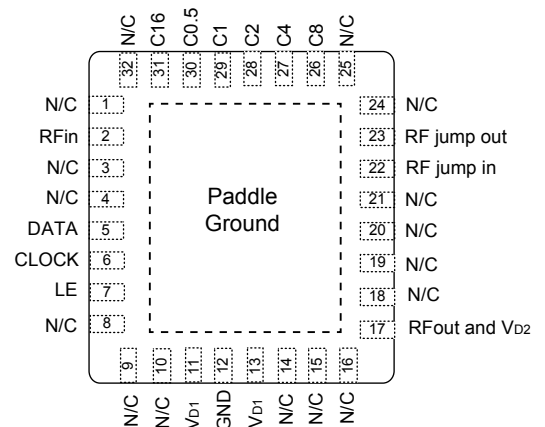 N/C C16 C0.5 C1 C2 C4 C8 N/C
32 31 30 29 28 27 26 25
N/C 1
RFin 2
N/C 3
N/C 4
DATA 5
CLOCK 6
LE 7
N/C 8
Paddle
Ground
24 N/C
23 RF jump out
22 RF jump in
21 N/C
20 N/C
19 N/C
18 N/C
17 RFout and VD2
9 10 11 12 13 14 15 16
N/C N/C VD1 GND VD1 N/C N/C N/C